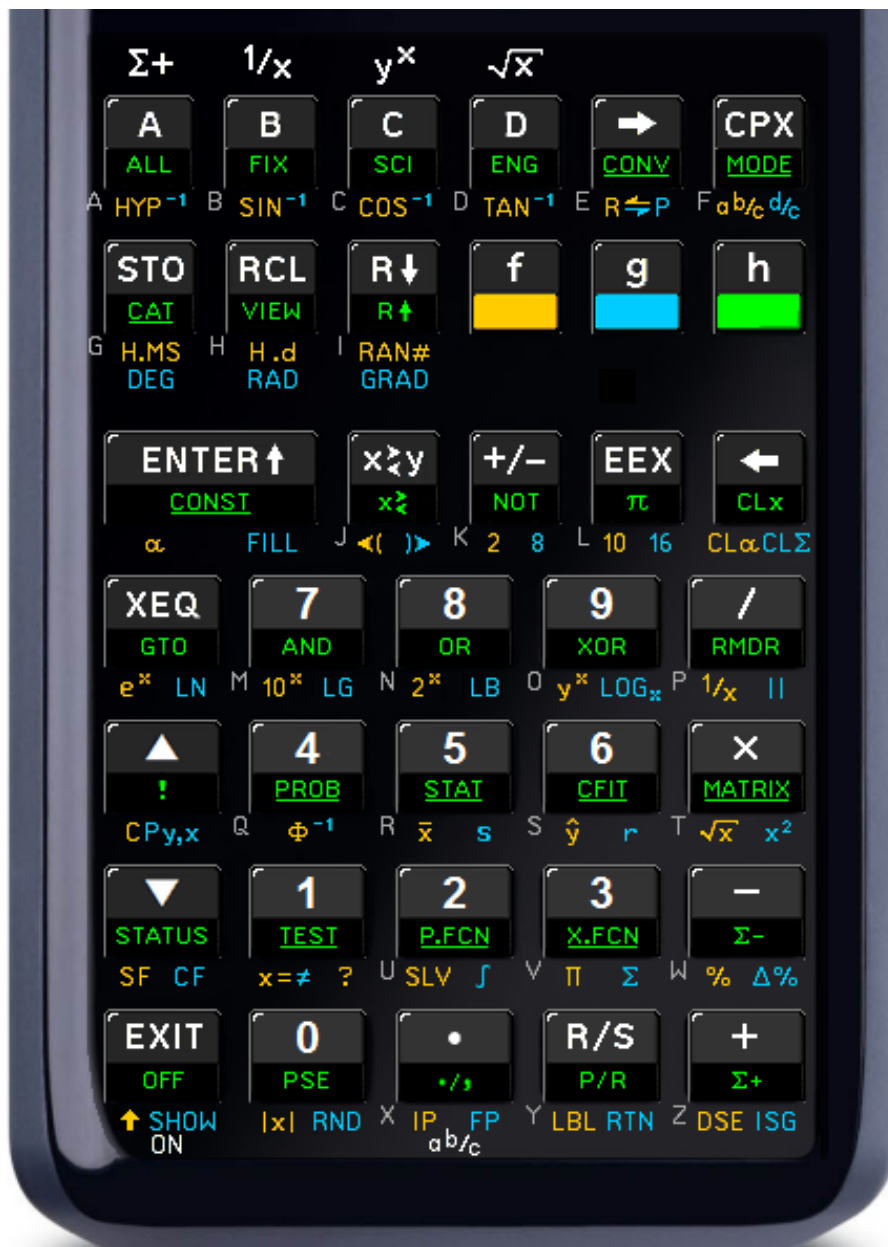 Σ+ 1/x yˣ √x
A B C D ➡ CPX
ALL FIX SCI ENG CONV MODE
A HYP⁻¹ B SIN⁻¹ C COS⁻¹ D TAN⁻¹ E R⇋P F ab/c d/c
STO RCL R⬇ f g h
CAT VIEW R⬆
G H.MS H H.d I RAN#
DEG RAD GRAD
ENTER⬆ x≷y +/− EEX ⬅
CONST x≷ NOT π CLx
α FILL J ◀( )▶ K 2 8 L 10 16 CLα CLΣ
XEQ 7 8 9 /
GTO AND OR XOR RMDR
eˣ LN M 10ˣ LG N 2ˣ LB O yˣ LOGₓ P 1/x ||
▲ 4 5 6 ×
! PROB STAT CFIT MATRIX
CPy,x Q Φ⁻¹ R x̄ s S ŷ r T √x x²
▼ 1 2 3 −
STATUS TEST P.FCN X.FCN Σ−
SF CF x=≠ ? U SLV ∫ V Π Σ W % Δ%
EXIT 0 . R/S +
OFF PSE ./, P/R Σ+
⬆ SHOW |x| RND X IP FP Y LBL RTN Z DSE ISG
ON ab/c